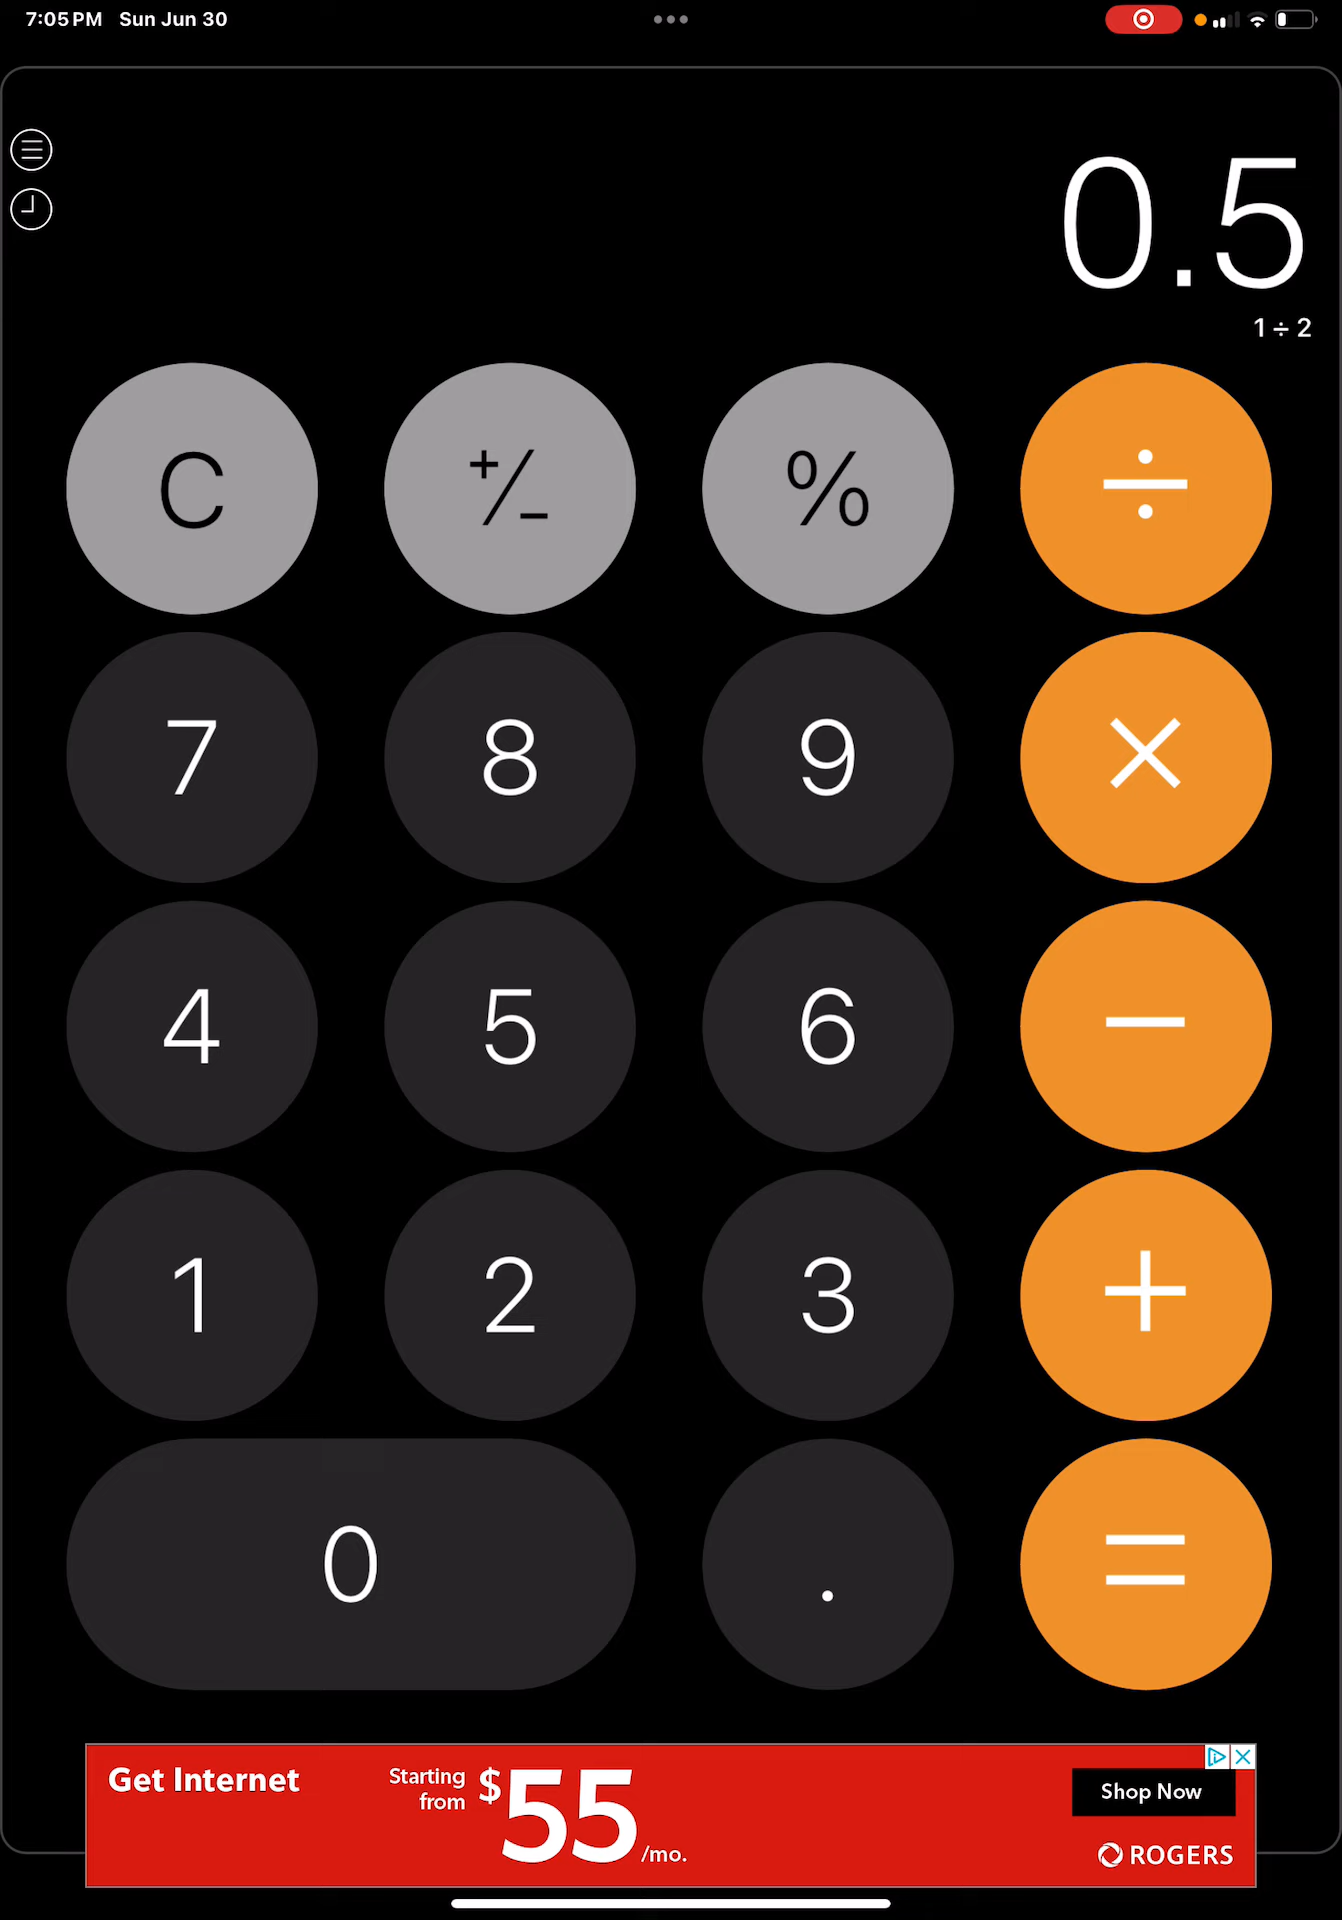 7:05 PM Sun Jun 30
0.5
1 ÷ 2
C +/- % ÷
7 8 9 ×
4 5 6 −
1 2 3 +
0 . =
Get Internet
Starting
from
$55/mo.
Shop Now
ROGERS